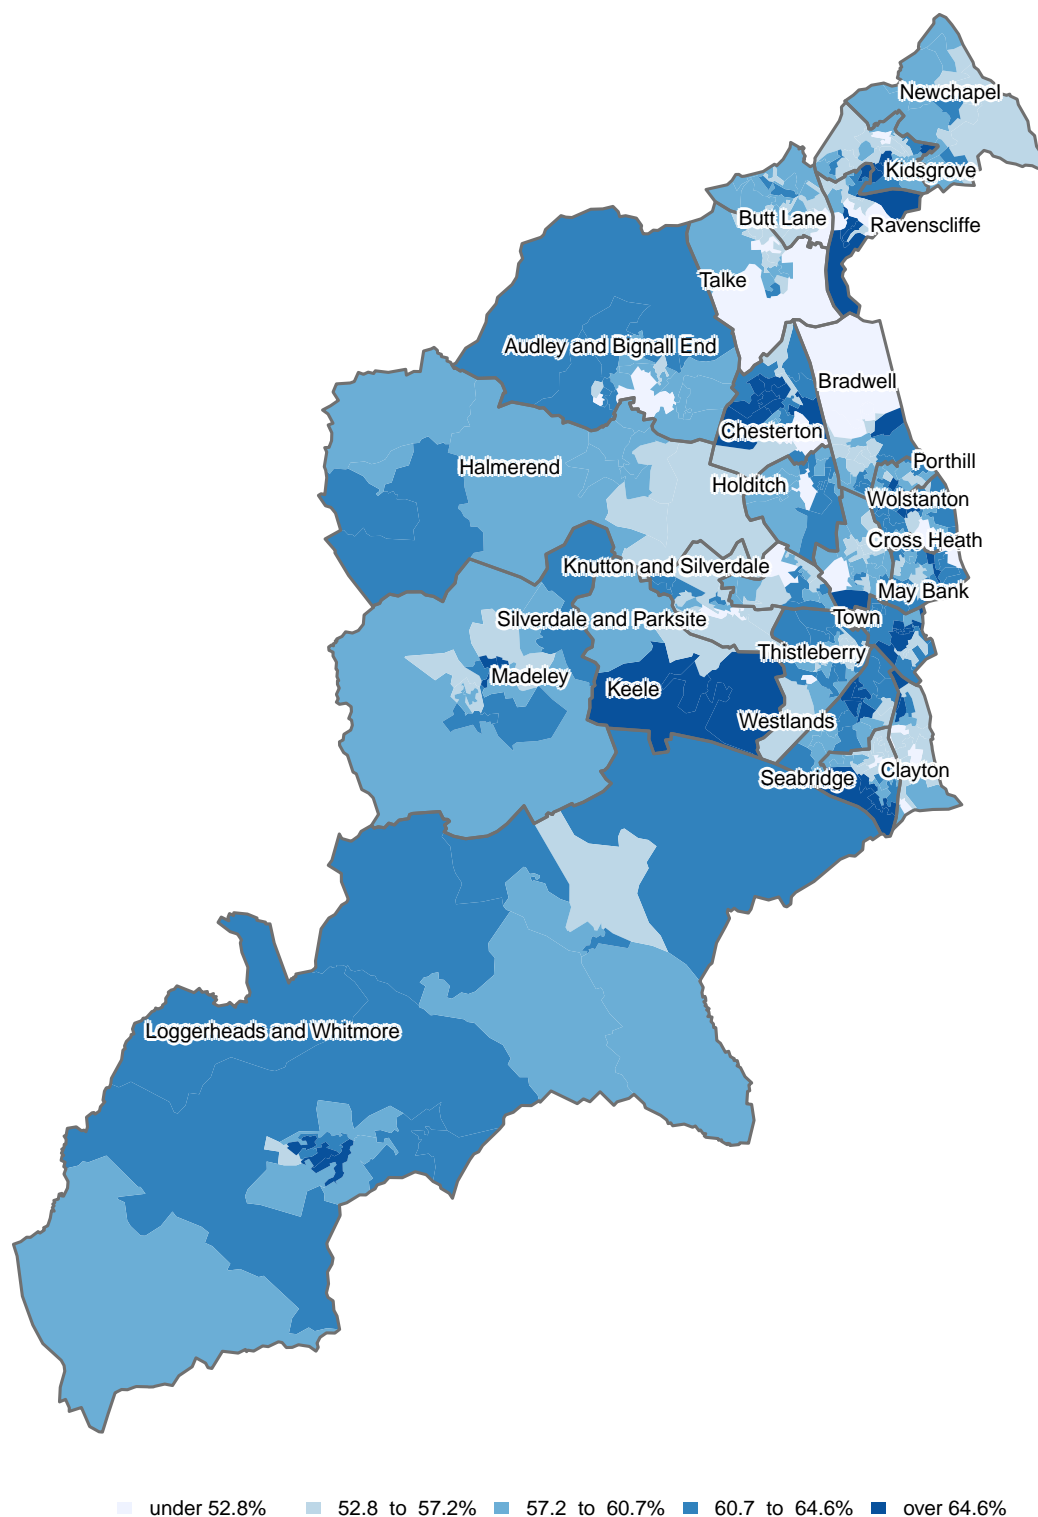 Newchapel
Kidsgrove
Butt Lane
Ravenscliffe
Talke
Audley and Bignall End
Bradwell
Chesterton
Porthill
Halmerend
Holditch
Wolstanton
Cross Heath
Knutton and Silverdale
May Bank
Silverdale and Parksite
Town
Thistleberry
Madeley
Keele
Westlands
Seabridge
Clayton
Loggerheads and Whitmore
under 52.8% 52.8 to 57.2% 57.2 to 60.7% 60.7 to 64.6% over 64.6%